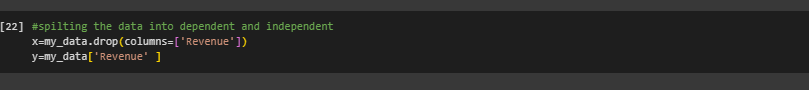 [22] #spilting the data into dependent and independent
x=my_data.drop(columns=['Revenue'])
y=my_data['Revenue' ]